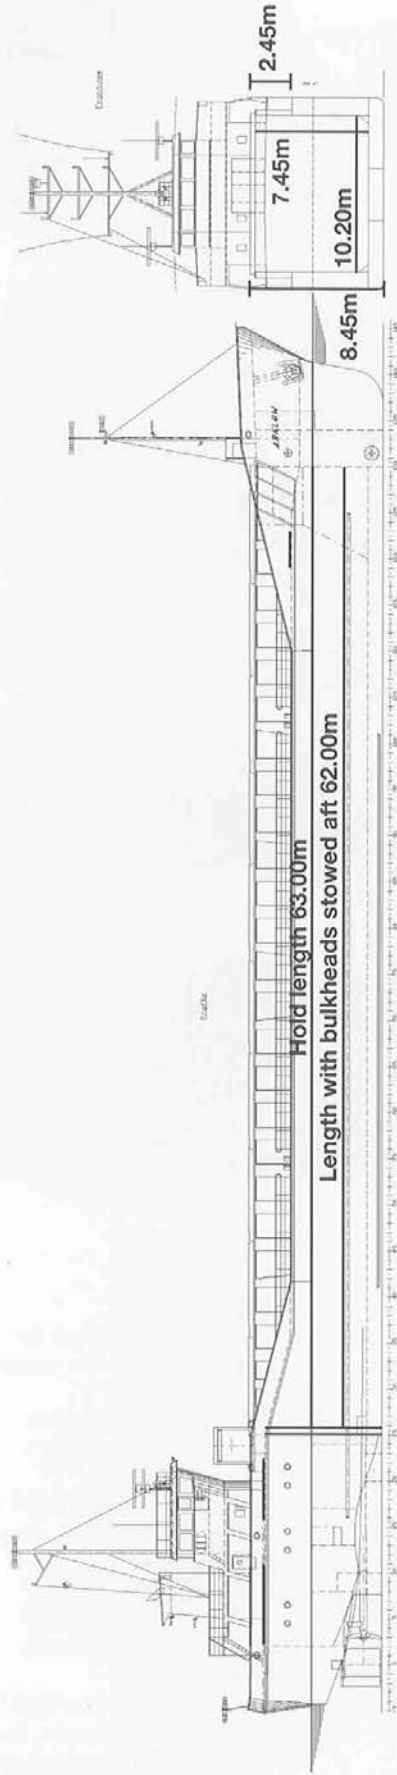 2.45m
7.45m
10.20m
8.45m
ARKLOW
Hold length 63.00m
Length with bulkheads stowed aft 62.00m